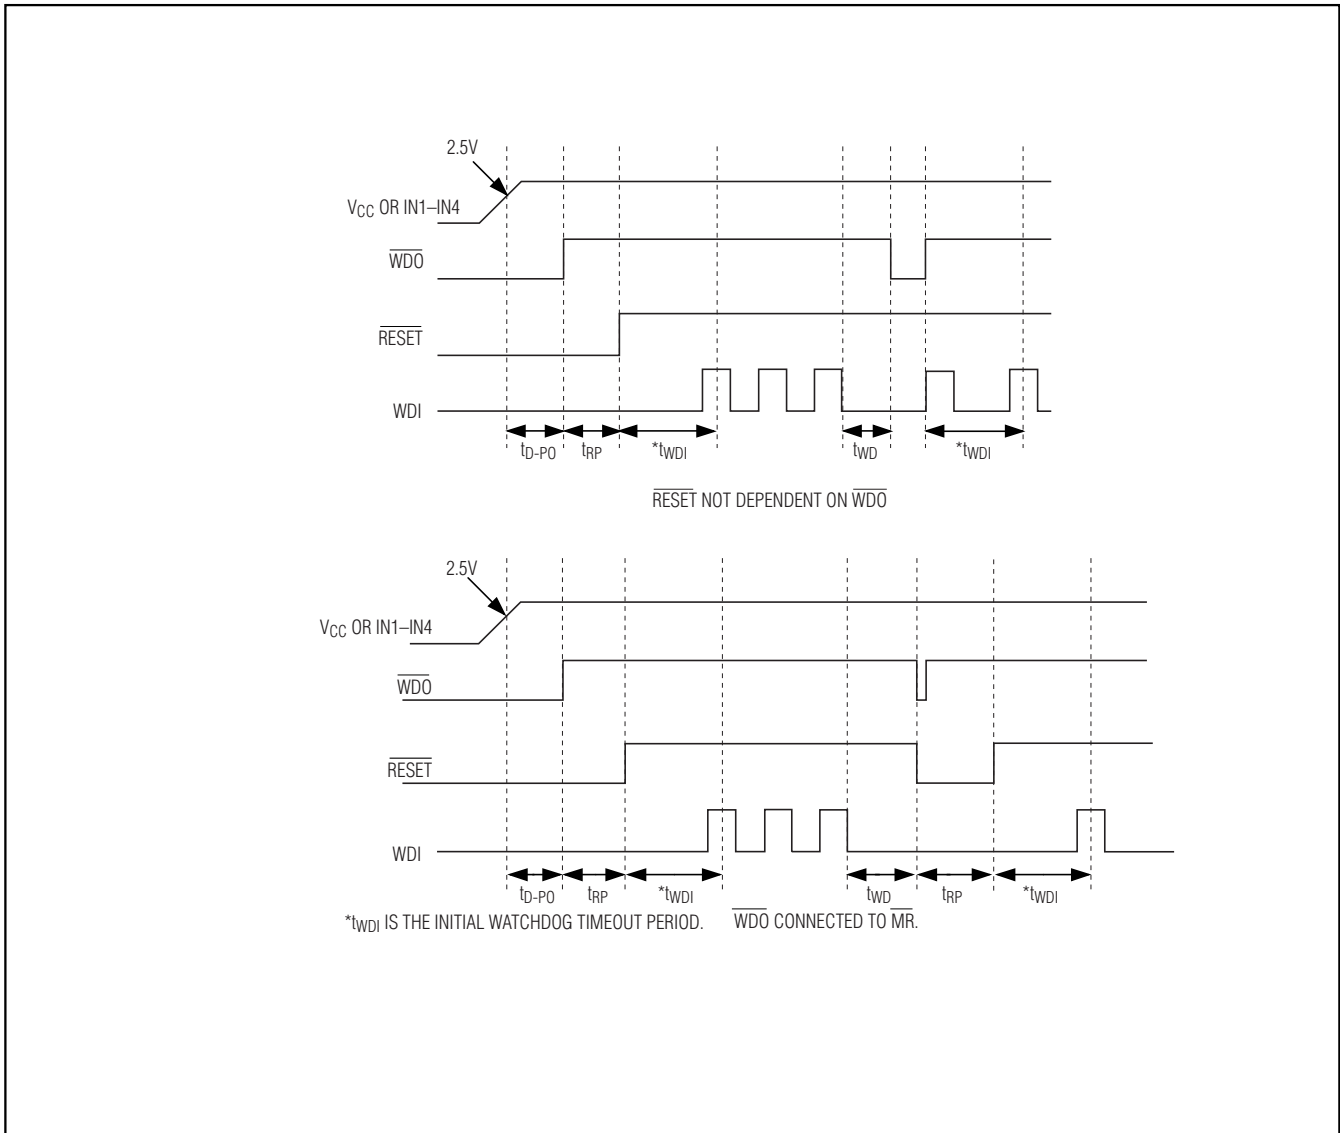 2.5V
VCC OR IN1–IN4
WDO
RESET
WDI
tD-PO tRP *tWDI tWD *tWDI
RESET NOT DEPENDENT ON WDO
2.5V
VCC OR IN1–IN4
WDO
RESET
WDI
tD-PO tRP *tWDI tWD tRP *tWDI
*tWDI IS THE INITIAL WATCHDOG TIMEOUT PERIOD. WDO CONNECTED TO MR.